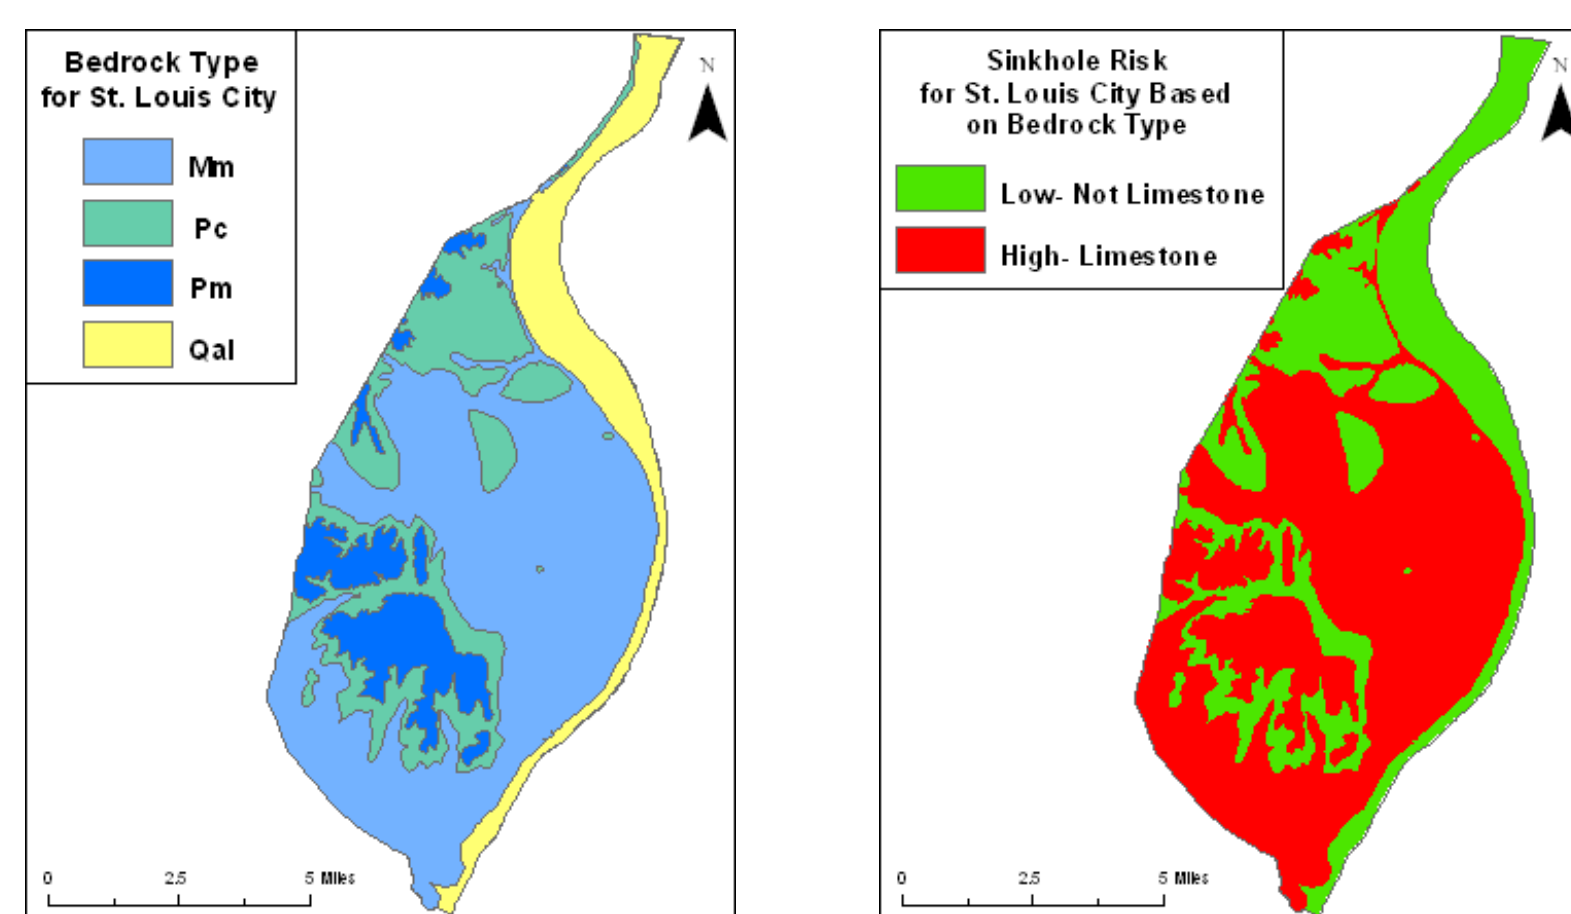 Bedrock Type
for St. Louis City
Mm
Pc
Pm
Qal
N
0 2.5 5 Miles
Sinkhole Risk
for St. Louis City Based
on Bedrock Type
Low- Not Limestone
High- Limestone
N
0 2.5 5 Miles